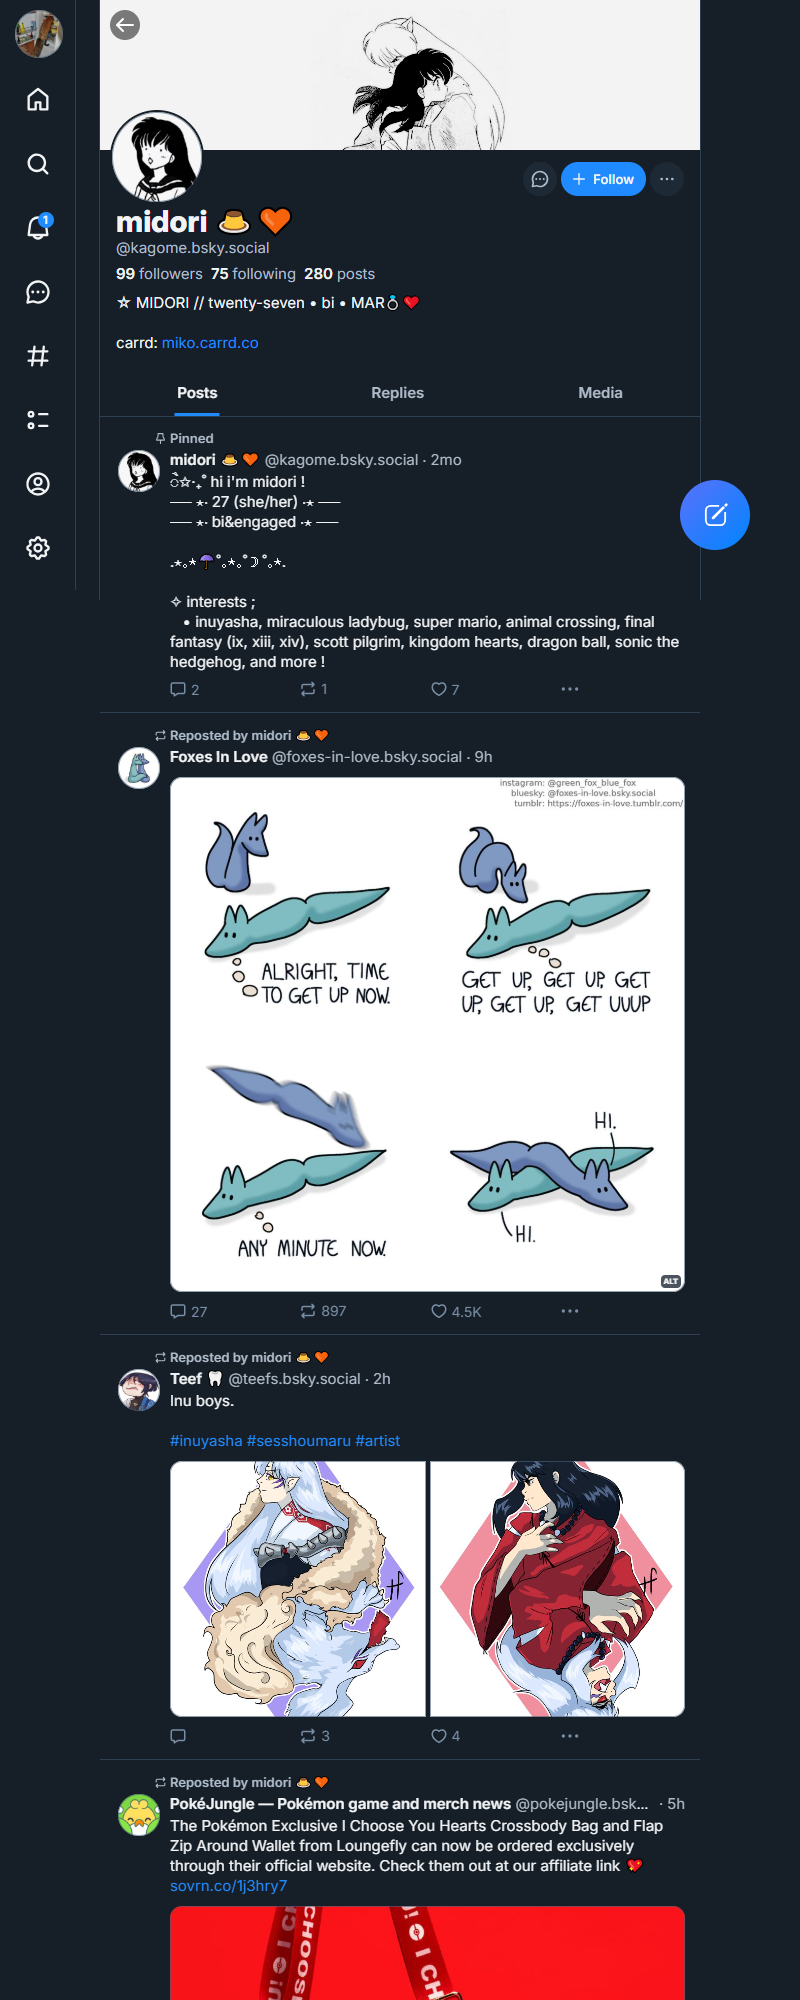 1
+ Follow
midori 🍮 🧡
@kagome.bsky.social
99 followers 75 following 280 posts
☆ MIDORI // twenty-seven • bi • MAR💍❤️
carrd: miko.carrd.co
Posts Replies Media
Pinned
midori 🍮 🧡 @kagome.bsky.social · 2mo
hi i'm midori !
── ⋆· 27 (she/her) ·⋆ ──
── ⋆· bi&engaged ·⋆ ──
.⋆｡⋆☂️˚｡⋆｡˚☽˚｡⋆.
✧ interests ;
• inuyasha, miraculous ladybug, super mario, animal crossing, final
fantasy (ix, xiii, xiv), scott pilgrim, kingdom hearts, dragon ball, sonic the
hedgehog, and more !
2 1 7
Reposted by midori 🍮 🧡
Foxes In Love @foxes-in-love.bsky.social · 9h
instagram: @green_fox_blue_fox
bluesky: @foxes-in-love.bsky.social
tumblr: https://foxes-in-love.tumblr.com/
ALRIGHT, TIME
TO GET UP NOW.
GET UP, GET UP, GET
UP, GET UP, GET UUUP
ANY MINUTE NOW.
HI.
HI.
ALT
27 897 4.5K
Reposted by midori 🍮 🧡
Teef 🦷 @teefs.bsky.social · 2h
Inu boys.
#inuyasha #sesshoumaru #artist
3 4
Reposted by midori 🍮 🧡
PokéJungle — Pokémon game and merch news @pokejungle.bsk... · 5h
The Pokémon Exclusive I Choose You Hearts Crossbody Bag and Flap
Zip Around Wallet from Loungefly can now be ordered exclusively
through their official website. Check them out at our affiliate link 💖
sovrn.co/1j3hry7